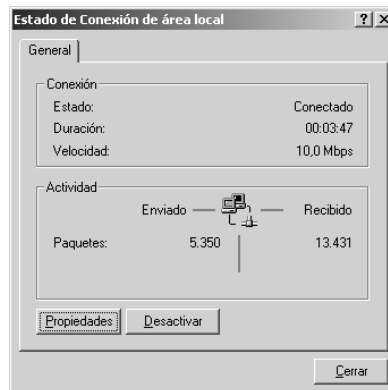 Estado de Conexión de área local
General
Conexión
Estado: Conectado
Duración: 00:03:47
Velocidad: 10,0 Mbps
Actividad
Enviado Recibido
Paquetes: 5.350 13.431
Propiedades Desactivar
Cerrar